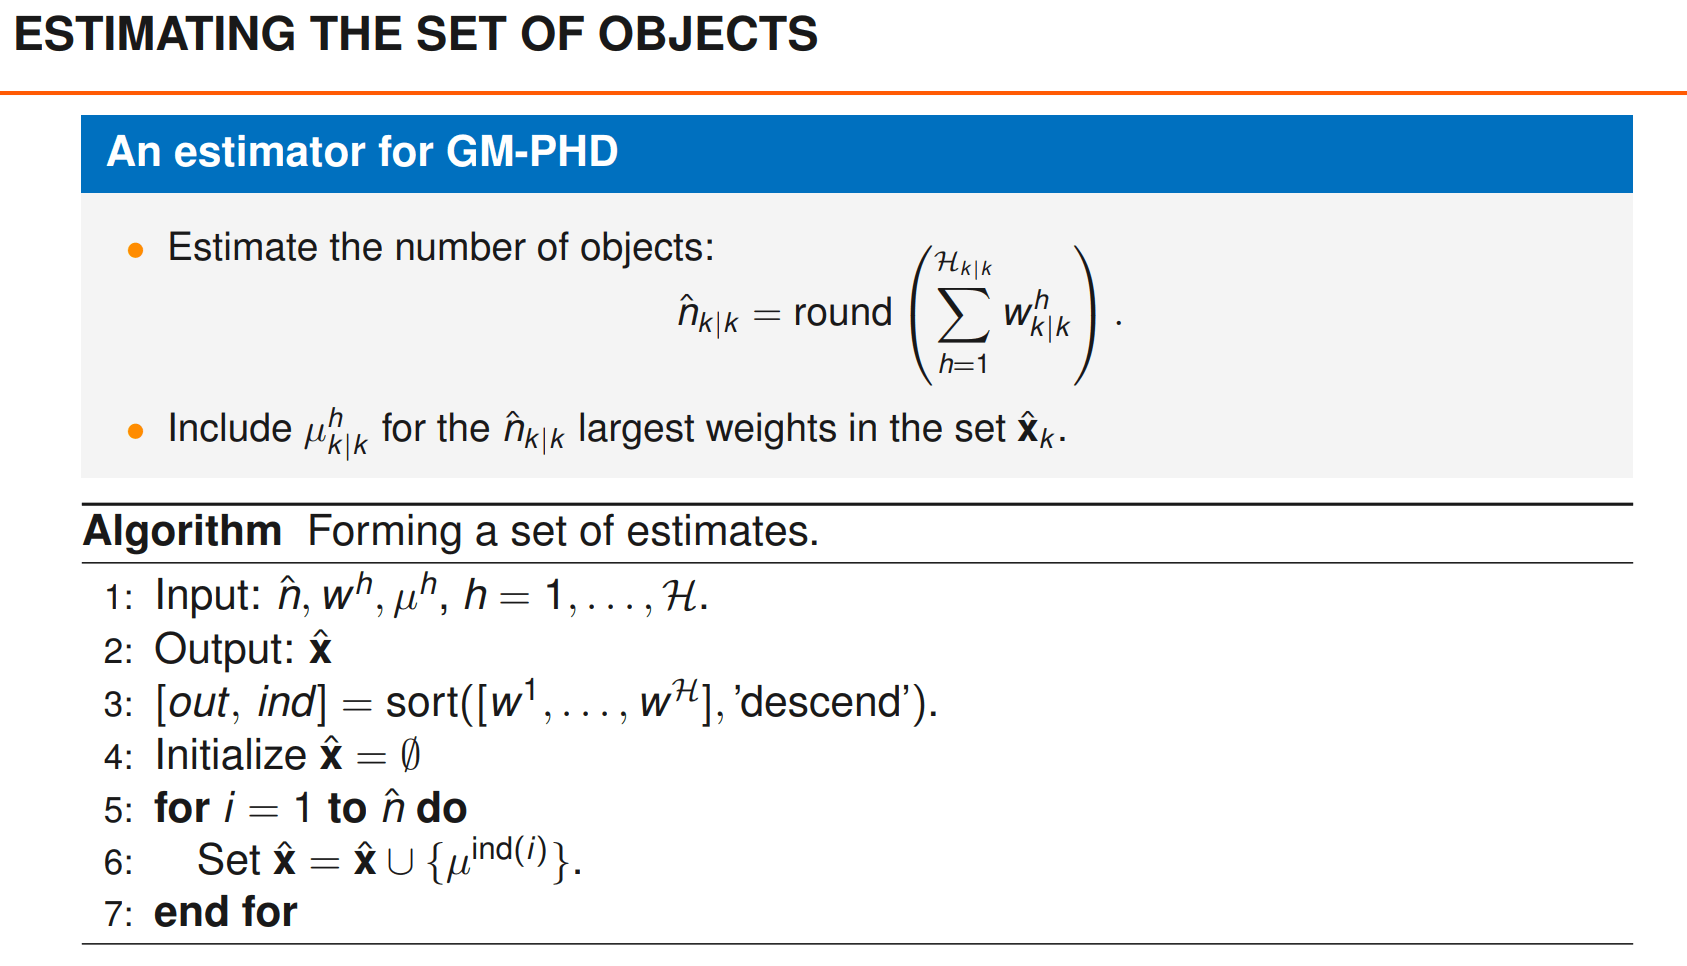 ESTIMATING THE SET OF OBJECTS
An estimator for GM-PHD
• Estimate the number of objects:
$\hat{n}_{k|k} = \text{round}\left(\sum_{h=1}^{\mathcal{H}_{k|k}} w_{k|k}^{h}\right).$
• Include $\mu_{k|k}^{h}$ for the $\hat{n}_{k|k}$ largest weights in the set $\hat{\mathbf{x}}_k$.
Algorithm Forming a set of estimates.
1: Input: $\hat{n}, w^h, \mu^h$, $h = 1, \ldots, \mathcal{H}$.
2: Output: $\hat{\mathbf{x}}$
3: $[out, ind] = \text{sort}([w^1, \ldots, w^{\mathcal{H}}], \text{'descend'})$.
4: Initialize $\hat{\mathbf{x}} = \emptyset$
5: for $i = 1$ to $\hat{n}$ do
6: Set $\hat{\mathbf{x}} = \hat{\mathbf{x}} \cup \{\mu^{\text{ind}(i)}\}$.
7: end for